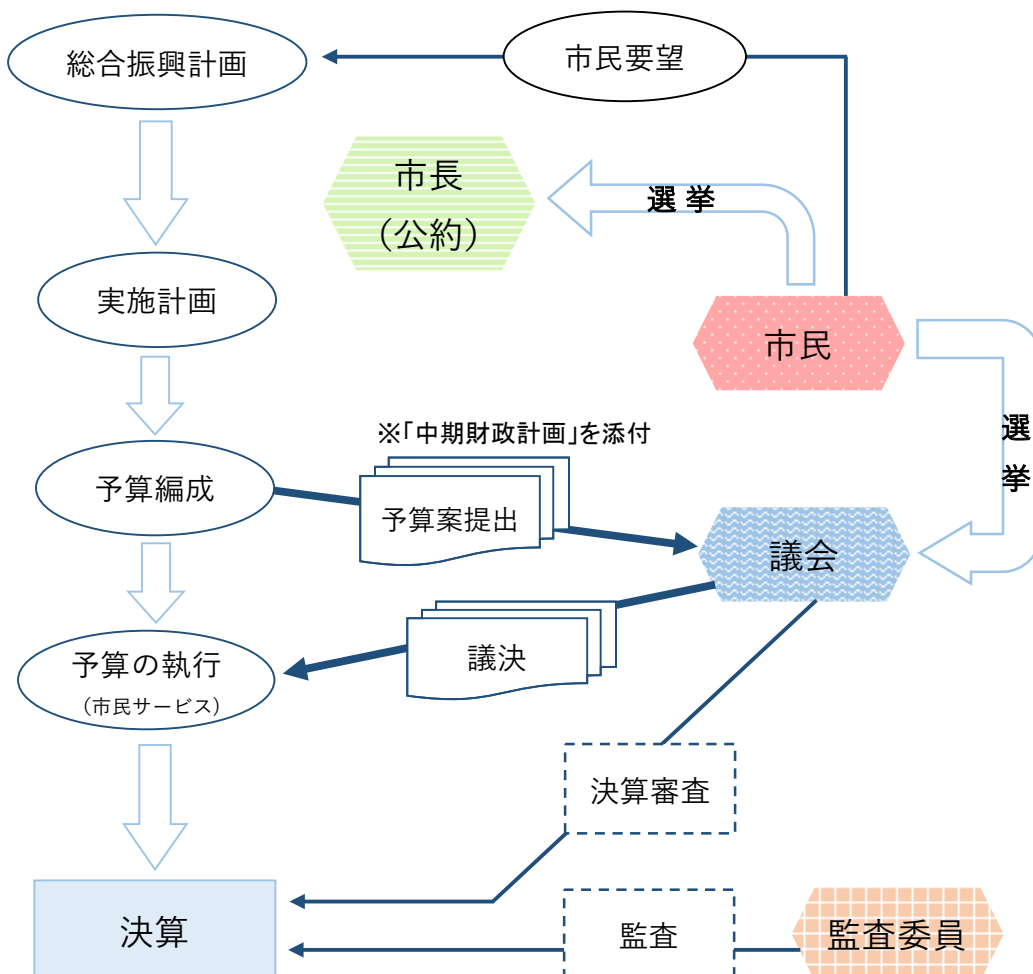 総合振興計画
市民要望
市長
（公約）
選 挙
実施計画
市民
選
挙
※「中期財政計画」を添付
予算編成
予算案提出
議会
予算の執行
（市民サービス）
議決
決算審査
決算
監査
監査委員